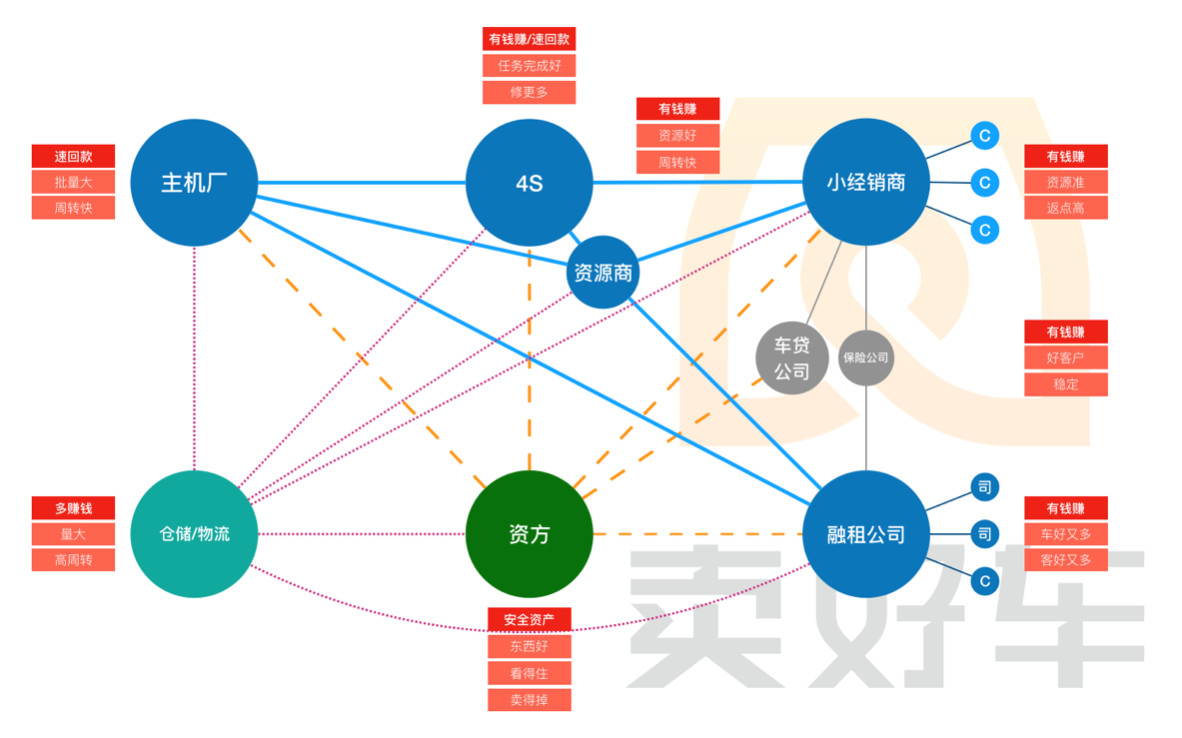 有钱赚/速回款
任务完成好
修更多
有钱赚
资源好
周转快
速回款
批量大
周转快
主机厂
4S
小经销商
C
C
C
有钱赚
资源准
返点高
资源商
车贷
公司
保险公司
有钱赚
好客户
稳定
多赚钱
量大
高周转
仓储/物流
资方
融租公司
司
司
C
有钱赚
车好又多
客好又多
安全资产
东西好
看得住
卖得掉
卖好车